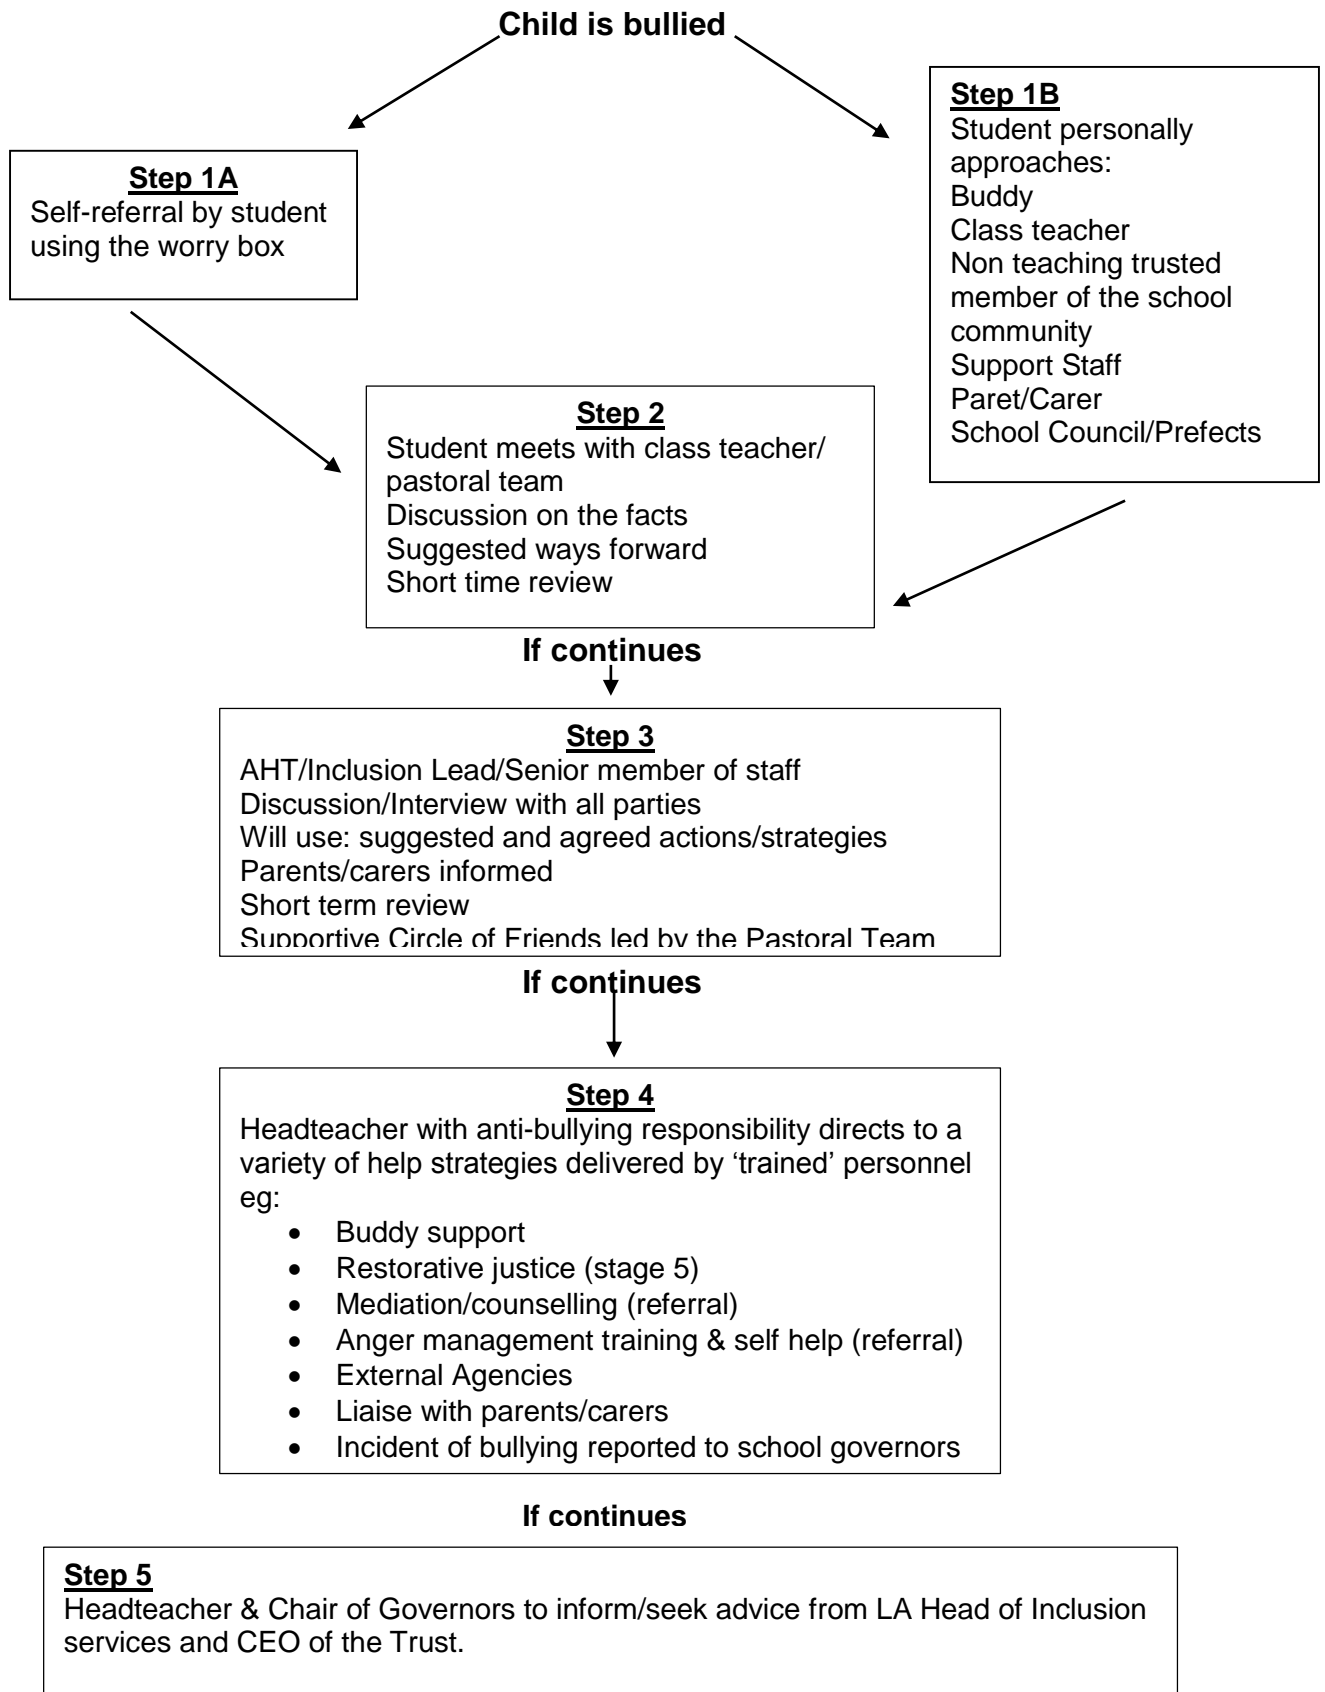 Child is bullied
Step 1A
Self-referral by student
using the worry box
Step 1B
Student personally
approaches:
Buddy
Class teacher
Non teaching trusted
member of the school
community
Support Staff
Paret/Carer
School Council/Prefects
Step 2
Student meets with class teacher/
pastoral team
Discussion on the facts
Suggested ways forward
Short time review
If continues
Step 3
AHT/Inclusion Lead/Senior member of staff
Discussion/Interview with all parties
Will use: suggested and agreed actions/strategies
Parents/carers informed
Short term review
Supportive Circle of Friends led by the Pastoral Team
If continues
Step 4
Headteacher with anti-bullying responsibility directs to a
variety of help strategies delivered by ‘trained’ personnel
eg:
• Buddy support
• Restorative justice (stage 5)
• Mediation/counselling (referral)
• Anger management training & self help (referral)
• External Agencies
• Liaise with parents/carers
• Incident of bullying reported to school governors
If continues
Step 5
Headteacher & Chair of Governors to inform/seek advice from LA Head of Inclusion
services and CEO of the Trust.